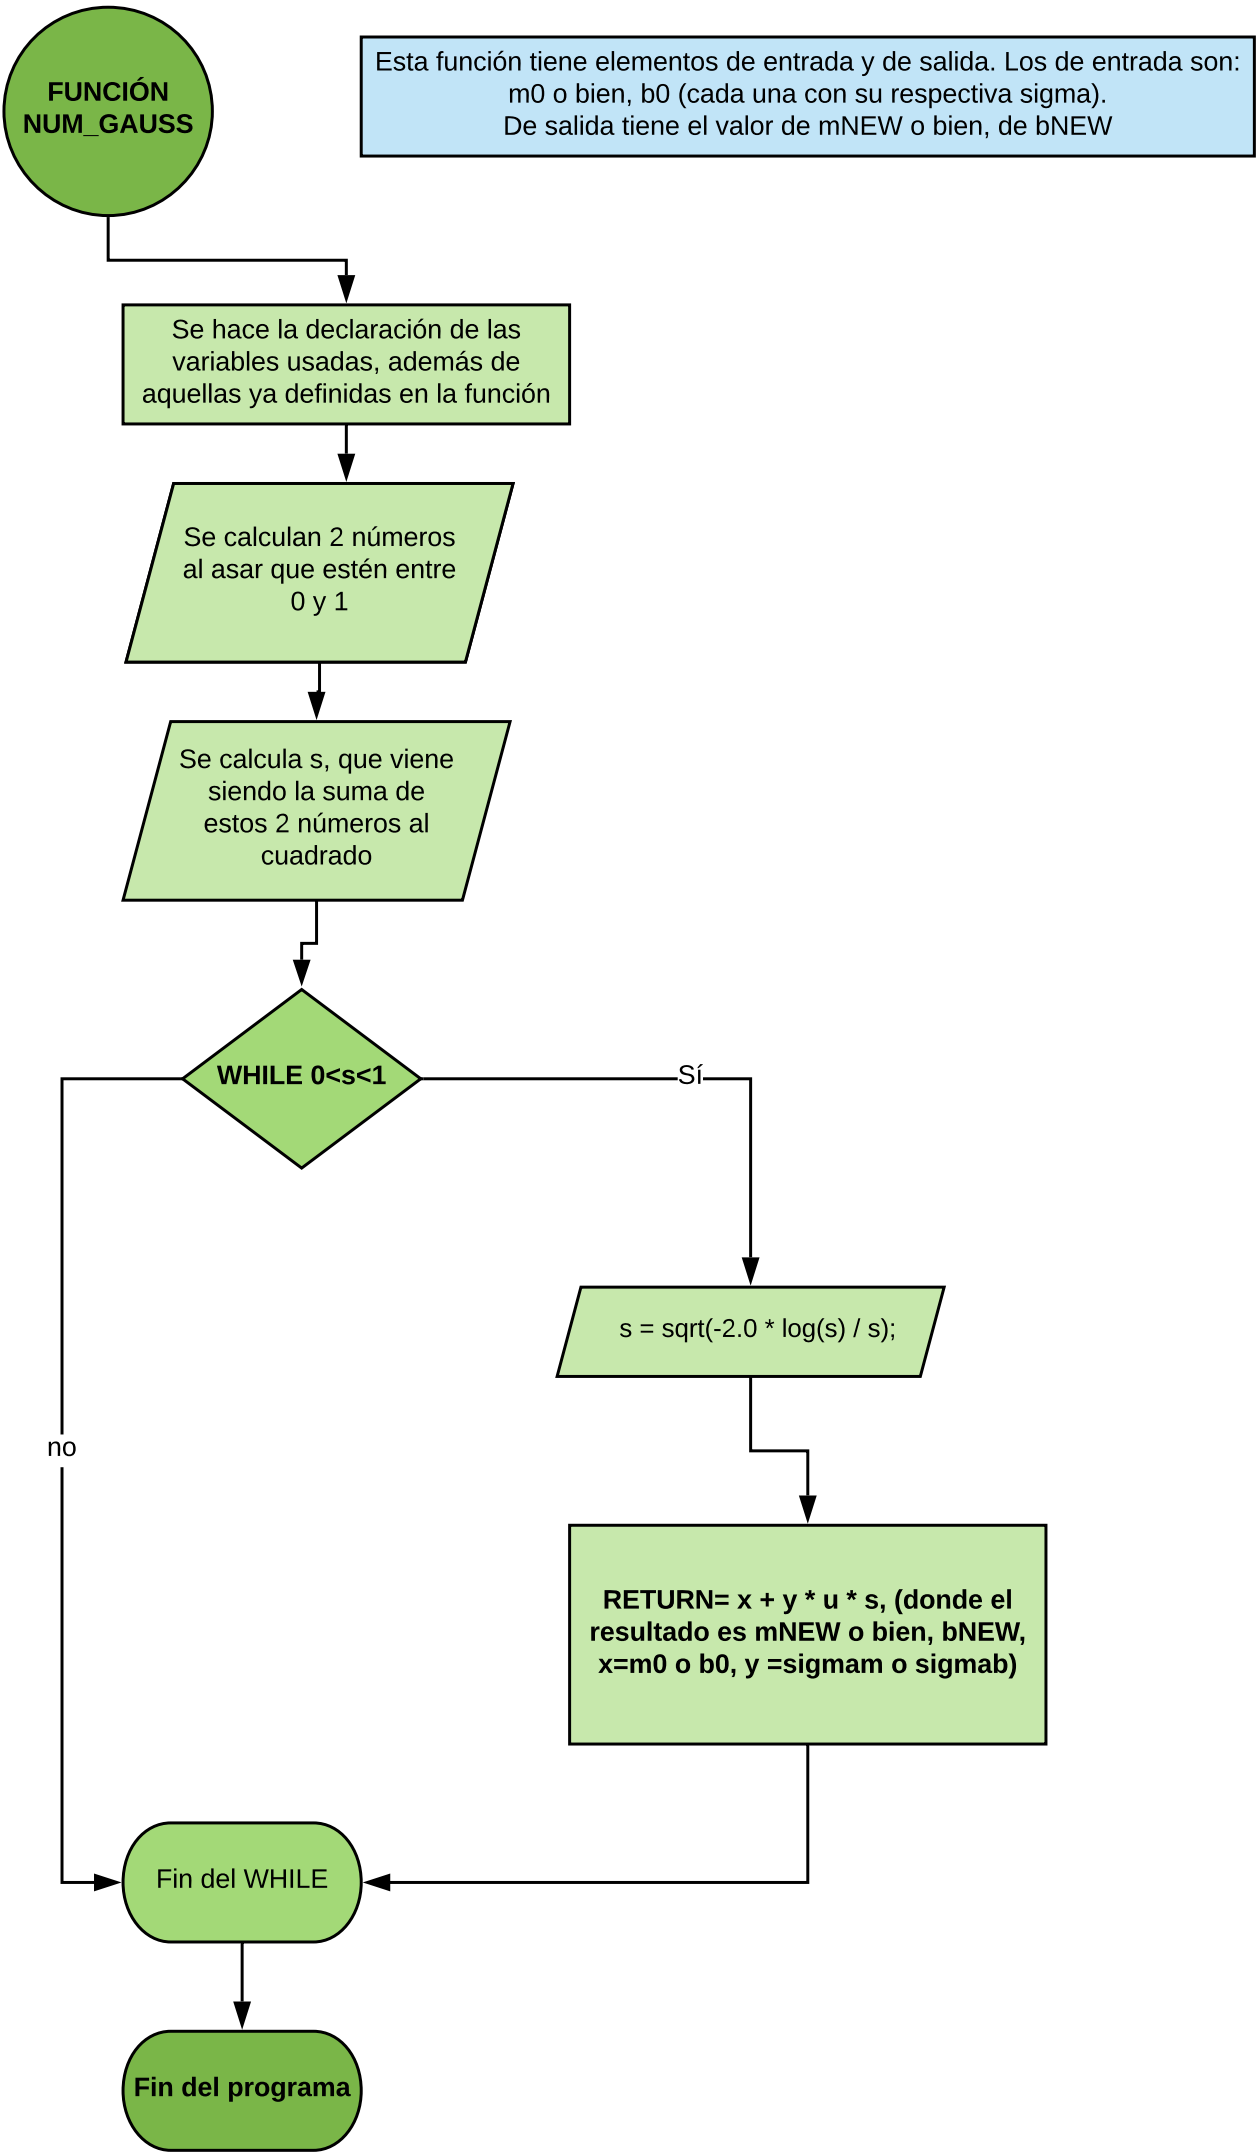 FUNCIÓN
NUM_GAUSS
Esta función tiene elementos de entrada y de salida. Los de entrada son:
m0 o bien, b0 (cada una con su respectiva sigma).
De salida tiene el valor de mNEW o bien, de bNEW
Se hace la declaración de las
variables usadas, además de
aquellas ya definidas en la función
Se calculan 2 números
al asar que estén entre
0 y 1
Se calcula s, que viene
siendo la suma de
estos 2 números al
cuadrado
WHILE 0<s<1
Sí
s = sqrt(-2.0 * log(s) / s);
no
RETURN= x + y * u * s, (donde el
resultado es mNEW o bien, bNEW,
x=m0 o b0, y =sigmam o sigmab)
Fin del WHILE
Fin del programa